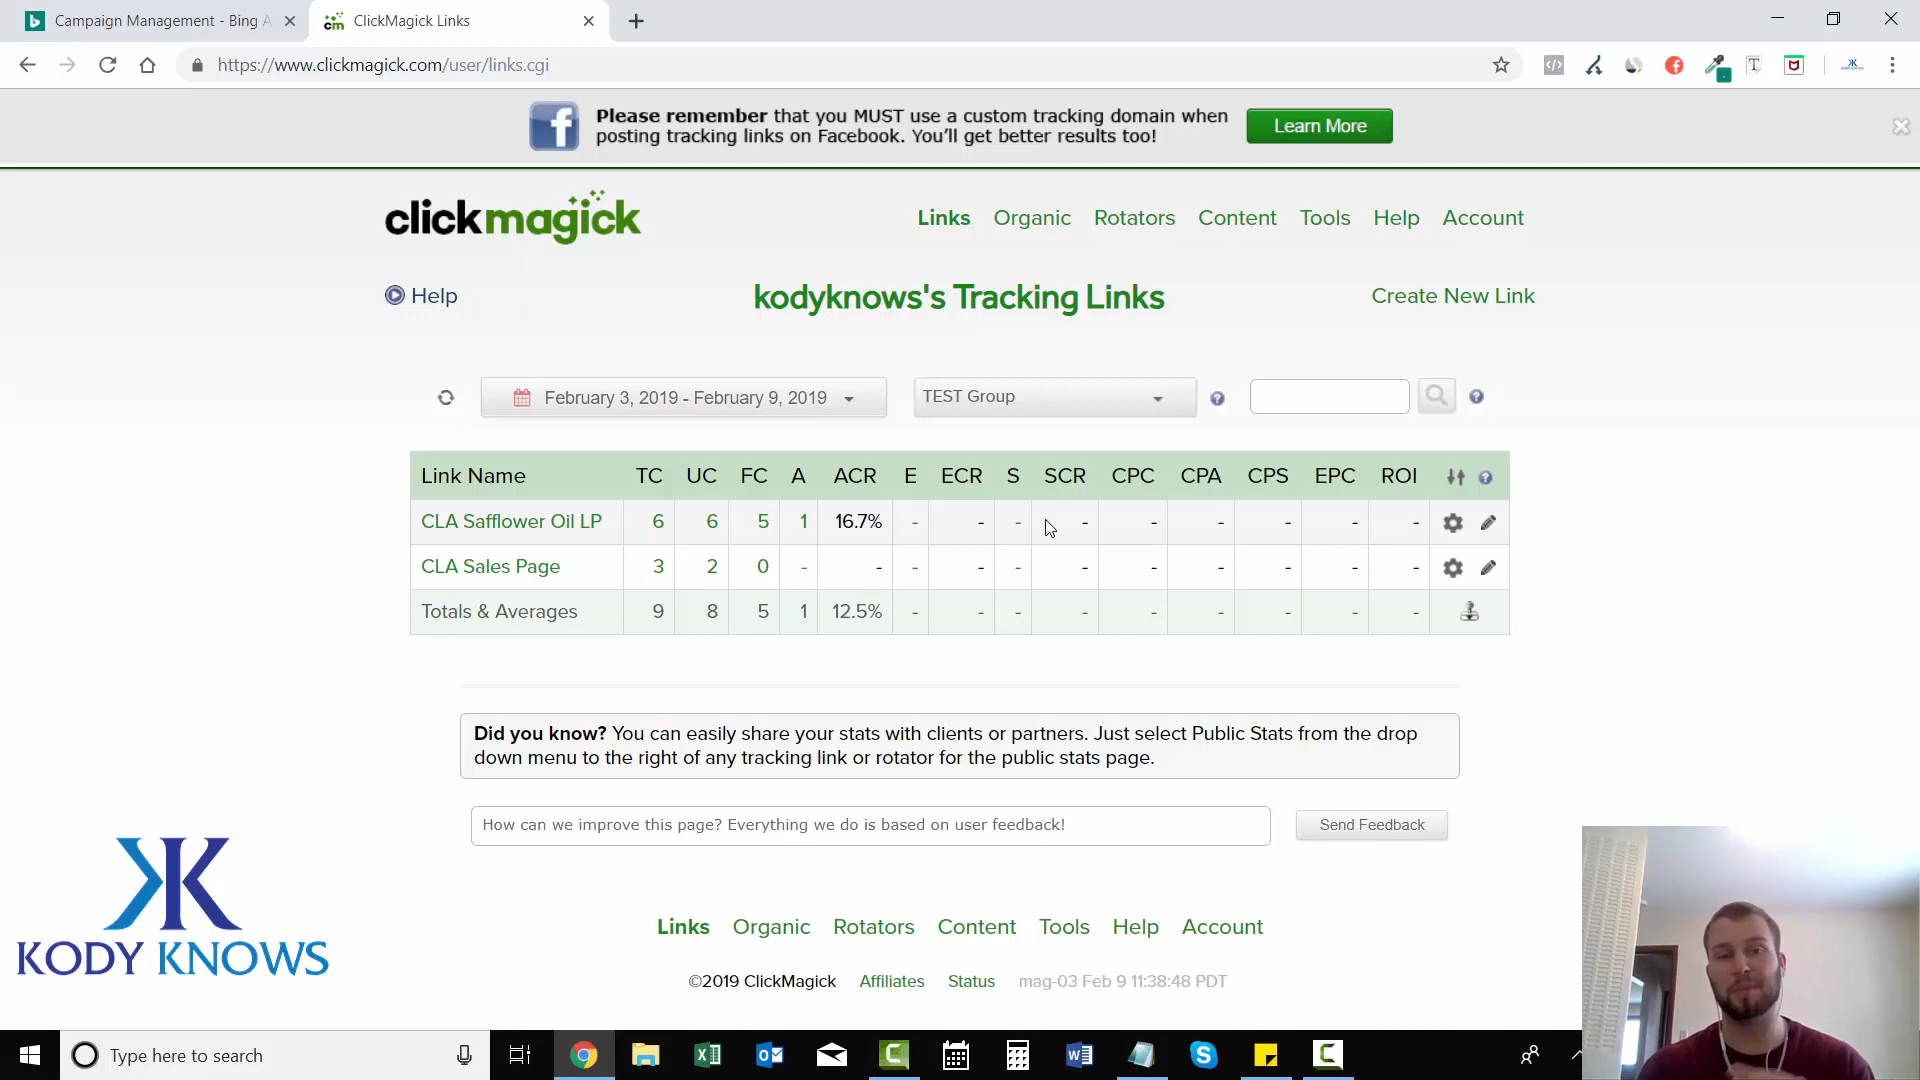 Campaign Management - Bing A
ClickMagick Links
https://www.clickmagick.com/user/links.cgi
Please remember that you MUST use a custom tracking domain when
posting tracking links on Facebook. You'll get better results too!
Learn More
clickmagick
Links Organic Rotators Content Tools Help Account
Help
kodyknows's Tracking Links
Create New Link
February 3, 2019 - February 9, 2019
TEST Group
Link Name TC UC FC A ACR E ECR S SCR CPC CPA CPS EPC ROI
CLA Safflower Oil LP 6 6 5 1 16.7% - - - - - - - - -
CLA Sales Page 3 2 0 - - - - - - - - - - -
Totals & Averages 9 8 5 1 12.5% - - - - - - - - -
Did you know? You can easily share your stats with clients or partners. Just select Public Stats from the drop
down menu to the right of any tracking link or rotator for the public stats page.
How can we improve this page? Everything we do is based on user feedback!
Send Feedback
KODY KNOWS
Links Organic Rotators Content Tools Help Account
©2019 ClickMagick Affiliates Status mag-03 Feb 9 11:38:48 PDT
Type here to search